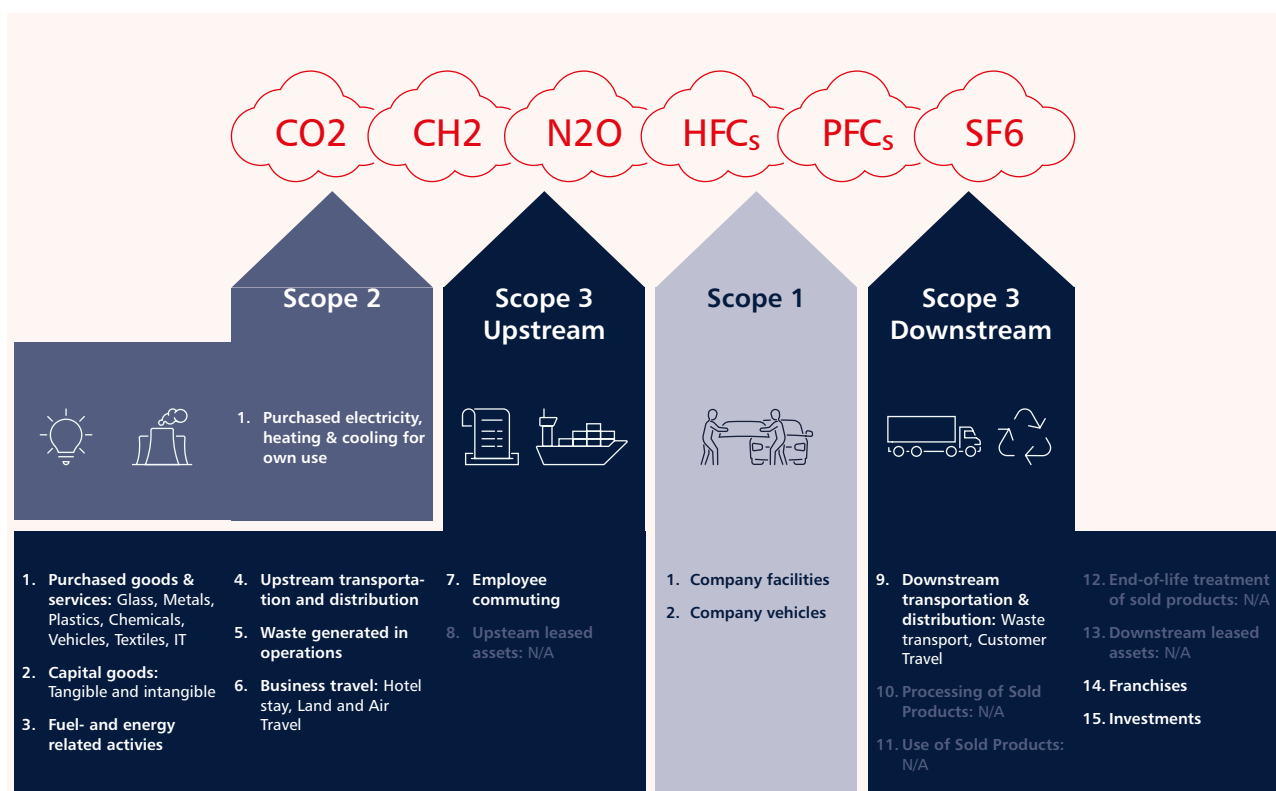 CO2
CH2
N2O
HFCs
PFCs
SF6
Scope 2
1. Purchased electricity,
heating & cooling for
own use
Scope 3
Upstream
Scope 1
Scope 3
Downstream
1. Purchased goods &
services: Glass, Metals,
Plastics, Chemicals,
Vehicles, Textiles, IT
2. Capital goods:
Tangible and intangible
3. Fuel- and energy
related activies
4. Upstream transporta-
tion and distribution
5. Waste generated in
operations
6. Business travel: Hotel
stay, Land and Air
Travel
7. Employee
commuting
8. Upsteam leased
assets: N/A
1. Company facilities
2. Company vehicles
9. Downstream
transportation &
distribution: Waste
transport, Customer
Travel
10. Processing of Sold
Products: N/A
11. Use of Sold Products:
N/A
12. End-of-life treatment
of sold products: N/A
13. Downstream leased
assets: N/A
14. Franchises
15. Investments